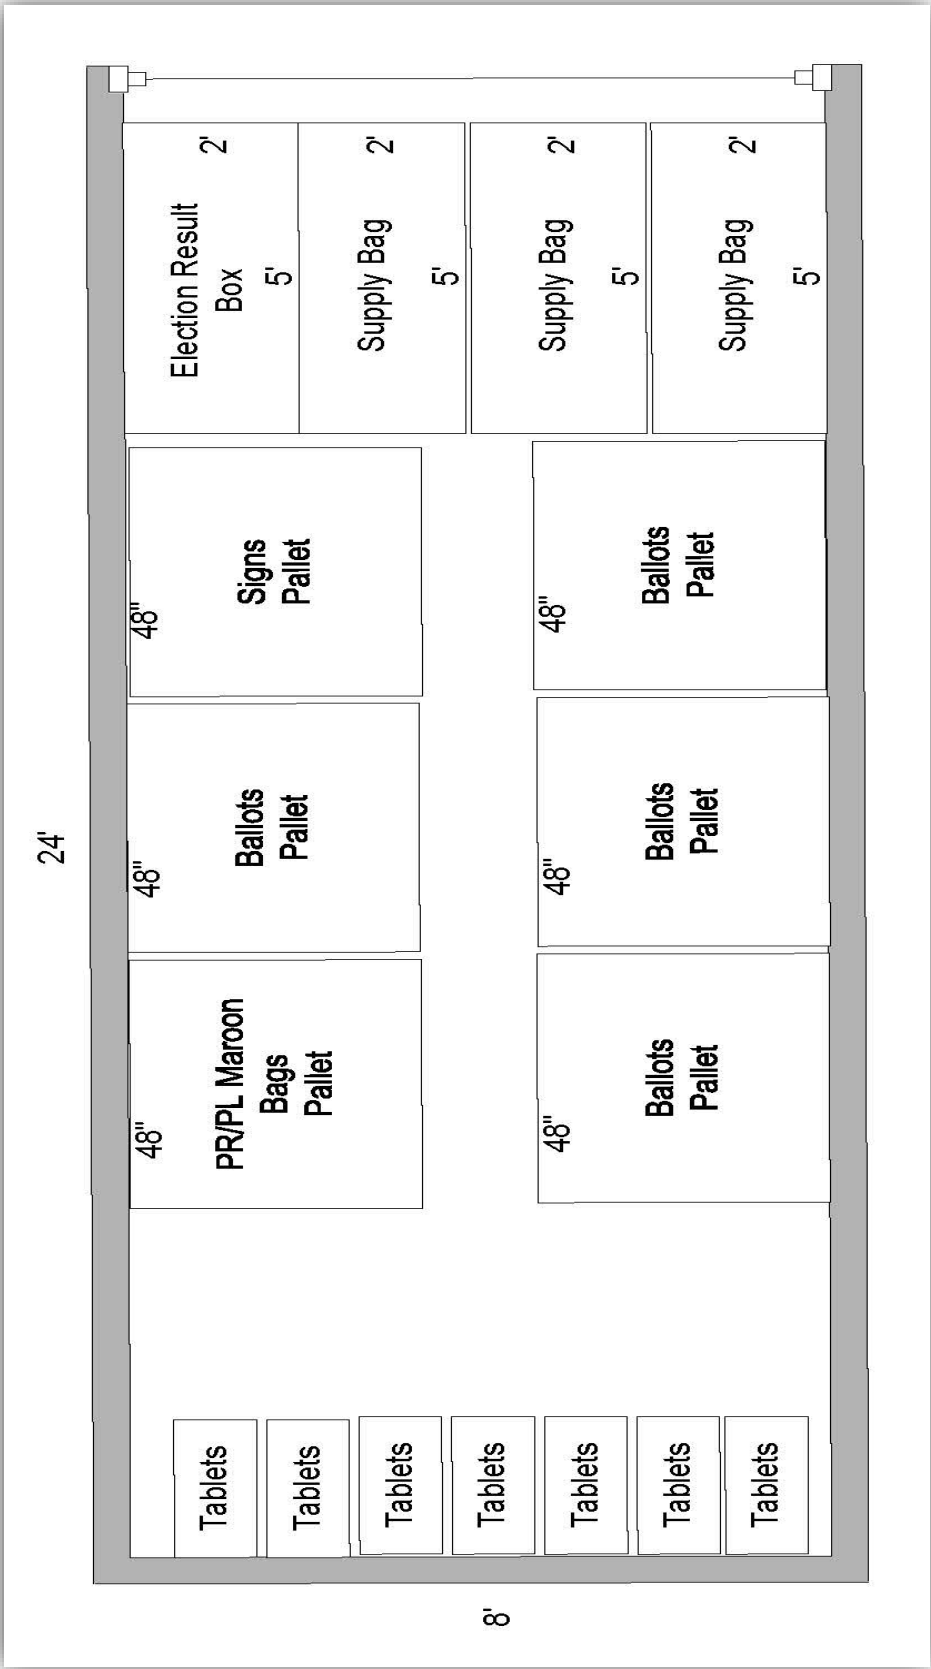 2'
Election Result
Box
5'
2'
Supply Bag
5'
2'
Supply Bag
5'
2'
Supply Bag
5'
48"
Signs
Pallet
48"
Ballots
Pallet
24'
48"
Ballots
Pallet
48"
Ballots
Pallet
48"
PR/PL Maroon
Bags
Pallet
48"
Ballots
Pallet
Tablets
Tablets
Tablets
Tablets
Tablets
Tablets
Tablets
8'